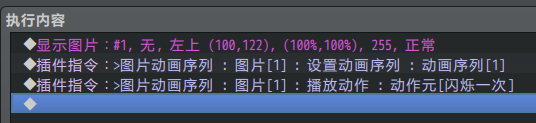 执行内容
◆显示图片:#1, 无, 左上 (100,122), (100%,100%), 255, 正常
◆插件指令:>图片动画序列 : 图片[1] : 设置动画序列 : 动画序列[1]
◆插件指令:>图片动画序列 : 图片[1] : 播放动作 : 动作元[闪烁一次]
◆